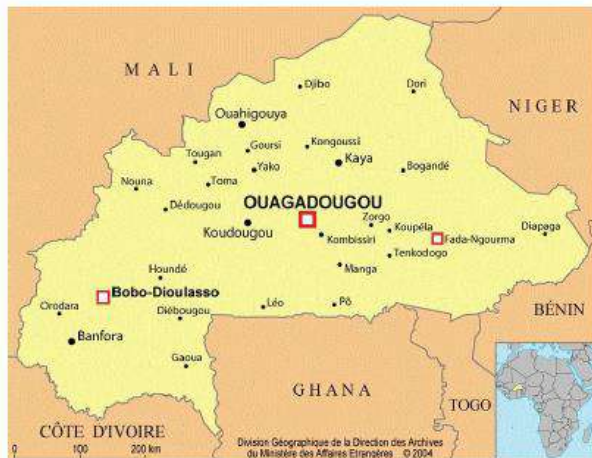 MALI
Djibo
Dori
NIGER
Ouahigouya
Goursi
Kongoussi
Tougan
Yako
Kaya
Bogandé
Nouna
Toma
Dédougou
OUAGADOUGOU
Zorgo
Koupéla
Diapaga
Koudougou
Kombissiri
Fada-Ngourma
Tenkodogo
Manga
Houndé
Bobo-Dioulasso
Orodara
Diébougou
Léo
Pô
BÉNIN
Banfora
Gaoua
GHANA
TOGO
CÔTE D'IVOIRE
0 100 200 km
Division Géographique de la Direction des Archives
du Ministère des Affaires Etrangères © 2004